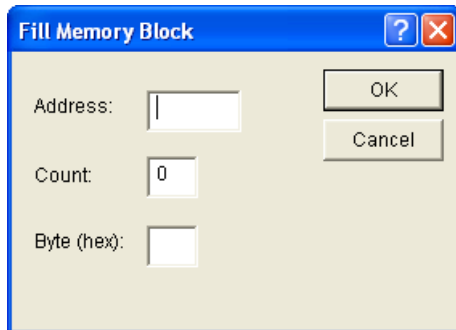 Fill Memory Block
?
OK
Address:
Cancel
Count:
0
Byte (hex):